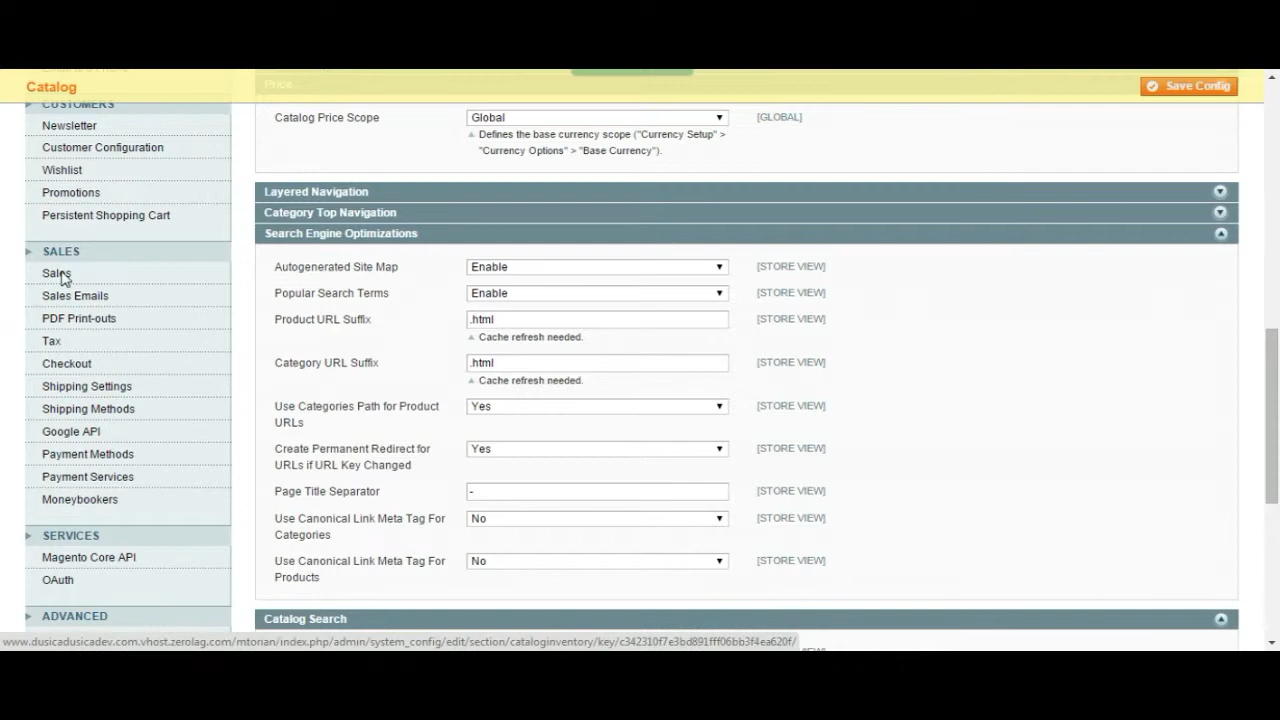 Catalog
Save Config
CUSTOMERS
Newsletter
Customer Configuration
Wishlist
Promotions
Persistent Shopping Cart
SALES
Sales
Sales Emails
PDF Print-outs
Tax
Checkout
Shipping Settings
Shipping Methods
Google API
Payment Methods
Payment Services
Moneybookers
SERVICES
Magento Core API
OAuth
ADVANCED
Price
Catalog Price Scope
Global
[GLOBAL]
Defines the base currency scope ("Currency Setup" >
"Currency Options" > "Base Currency").
Layered Navigation
Category Top Navigation
Search Engine Optimizations
Autogenerated Site Map
Enable
[STORE VIEW]
Popular Search Terms
Enable
[STORE VIEW]
Product URL Suffix
.html
[STORE VIEW]
Cache refresh needed.
Category URL Suffix
.html
[STORE VIEW]
Cache refresh needed.
Use Categories Path for Product
URLs
Yes
[STORE VIEW]
Create Permanent Redirect for
URLs if URL Key Changed
Yes
[STORE VIEW]
Page Title Separator
-
[STORE VIEW]
Use Canonical Link Meta Tag For
Categories
No
[STORE VIEW]
Use Canonical Link Meta Tag For
Products
No
[STORE VIEW]
Catalog Search
www.dusicadusicadev.com.vhost.zerolag.com/mtonan/index.php/admin/system_config/edit/section/cataloginventory/key/c342310f7e3bd891fff06bb3f4ea620f/